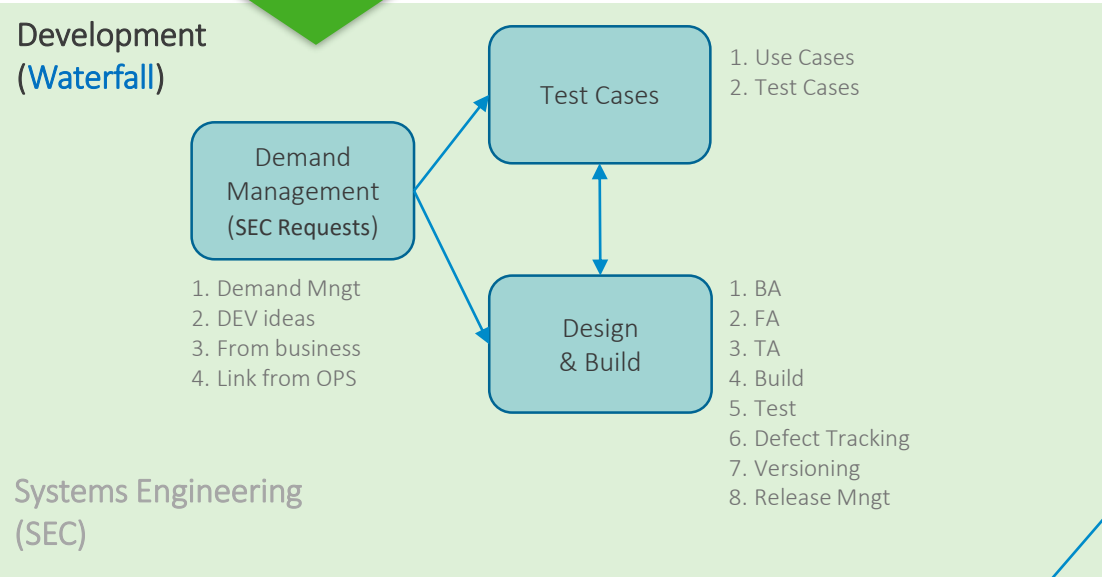 Development
(Waterfall)
Test Cases
1. Use Cases
2. Test Cases
Demand
Management
(SEC Requests)
1. Demand Mngt
2. DEV ideas
3. From business
4. Link from OPS
Design
& Build
1. BA
2. FA
3. TA
4. Build
5. Test
6. Defect Tracking
7. Versioning
8. Release Mngt
Systems Engineering
(SEC)